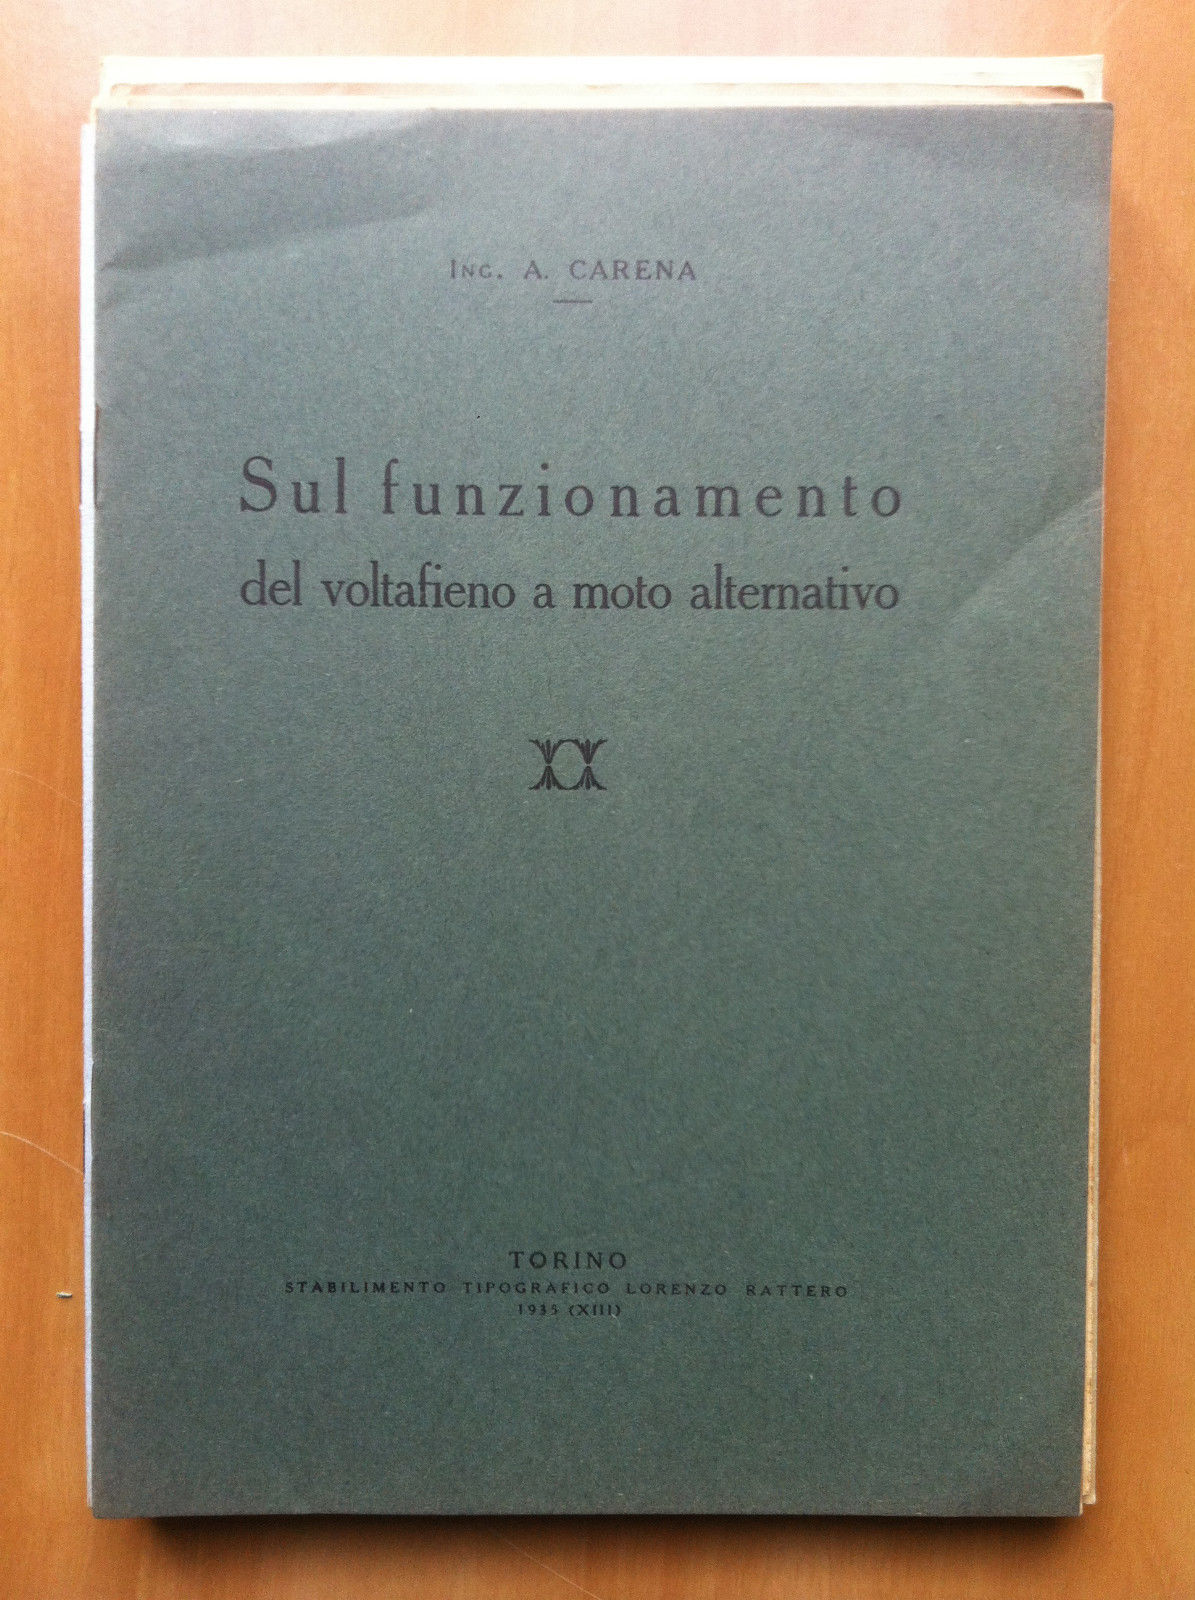 Ing. A. CARENA
Sul funzionamento
del voltafieno a moto alternativo
TORINO
STABILIMENTO TIPOGRAFICO LORENZO RATTERO
1935 (XIII)